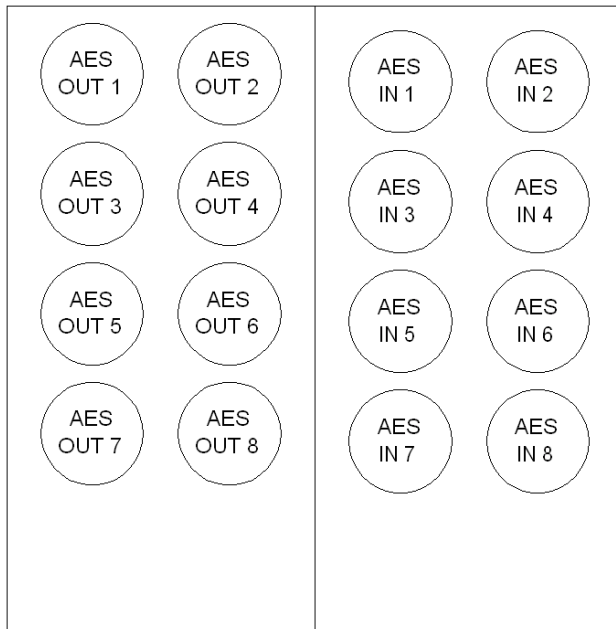 AES
OUT 1
AES
OUT 2
AES
OUT 3
AES
OUT 4
AES
OUT 5
AES
OUT 6
AES
OUT 7
AES
OUT 8
AES
IN 1
AES
IN 2
AES
IN 3
AES
IN 4
AES
IN 5
AES
IN 6
AES
IN 7
AES
IN 8